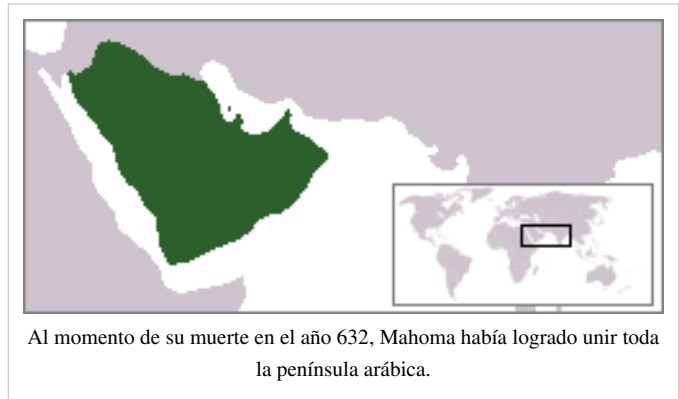 Al momento de su muerte en el año 632, Mahoma había logrado unir toda
la península arábica.